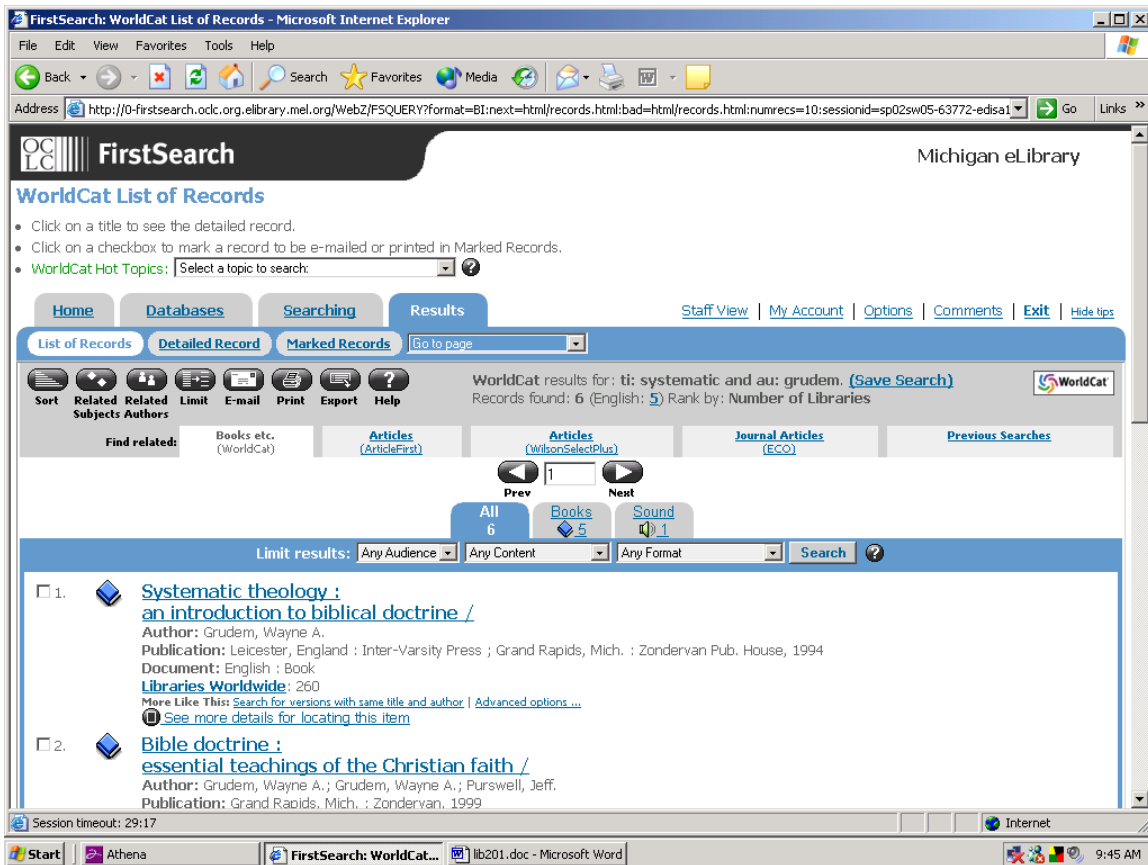 FirstSearch: WorldCat List of Records - Microsoft Internet Explorer
File Edit View Favorites Tools Help
Back Search Favorites Media
Address http://0-firstsearch.oclc.org.elibrary.mel.org/WebZ/FSQUERY?format=BI:next=html/records.html:bad=html/records.html:numrecs=10:sessionid=sp02sw05-63772-edisa1 Go Links »
OCLC FirstSearch Michigan eLibrary
WorldCat List of Records
• Click on a title to see the detailed record.
• Click on a checkbox to mark a record to be e-mailed or printed in Marked Records.
• WorldCat Hot Topics: Select a topic to search: ?
Home Databases Searching Results Staff View | My Account | Options | Comments | Exit | Hide tips
List of Records Detailed Record Marked Records Go to page
WorldCat results for: ti: systematic and au: grudem. (Save Search) WorldCat
Records found: 6 (English: 5) Rank by: Number of Libraries
Sort Related Subjects Related Authors Limit E-mail Print Export Help
Find related: Books etc. (WorldCat) Articles (ArticleFirst) Articles (WilsonSelectPlus) Journal Articles (ECO) Previous Searches
1
Prev Next
All 6 Books 5 Sound 1
Limit results: Any Audience Any Content Any Format Search ?
1. Systematic theology :
an introduction to biblical doctrine /
Author: Grudem, Wayne A.
Publication: Leicester, England : Inter-Varsity Press ; Grand Rapids, Mich. : Zondervan Pub. House, 1994
Document: English : Book
Libraries Worldwide: 260
More Like This: Search for versions with same title and author | Advanced options ...
See more details for locating this item
2. Bible doctrine :
essential teachings of the Christian faith /
Author: Grudem, Wayne A.; Grudem, Wayne A.; Purswell, Jeff.
Publication: Grand Rapids, Mich. : Zondervan, 1999
Session timeout: 29:17 Internet
Start Athena FirstSearch: WorldCat... lib201.doc - Microsoft Word 9:45 AM